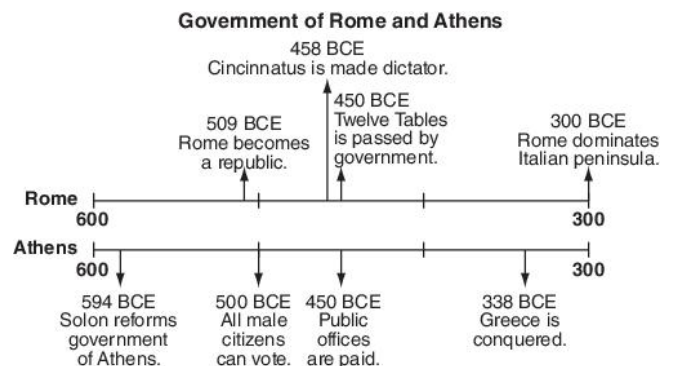 Government of Rome and Athens
458 BCE
Cincinnatus is made dictator.
450 BCE
Twelve Tables
is passed by
government.
509 BCE
Rome becomes
a republic.
300 BCE
Rome dominates
Italian peninsula.
Rome
600
300
Athens
600
300
594 BCE
Solon reforms
government
of Athens.
500 BCE
All male
citizens
can vote.
450 BCE
Public
offices
are paid.
338 BCE
Greece is
conquered.